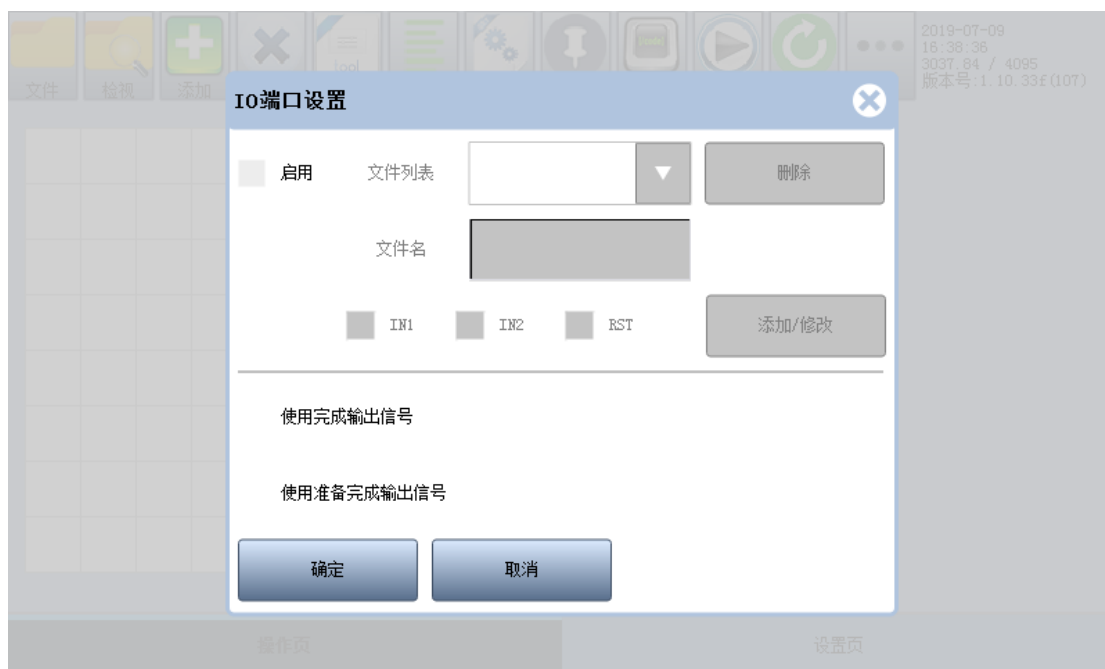 文件 检视 添加 tool
2019-07-09
16:38:36
3037.84 / 4095
版本号:1.10.33f(107)
IO端口设置
启用 文件列表 删除
文件名
IN1 IN2 RST 添加/修改
使用完成输出信号
使用准备完成输出信号
确定 取消
操作页 设置页